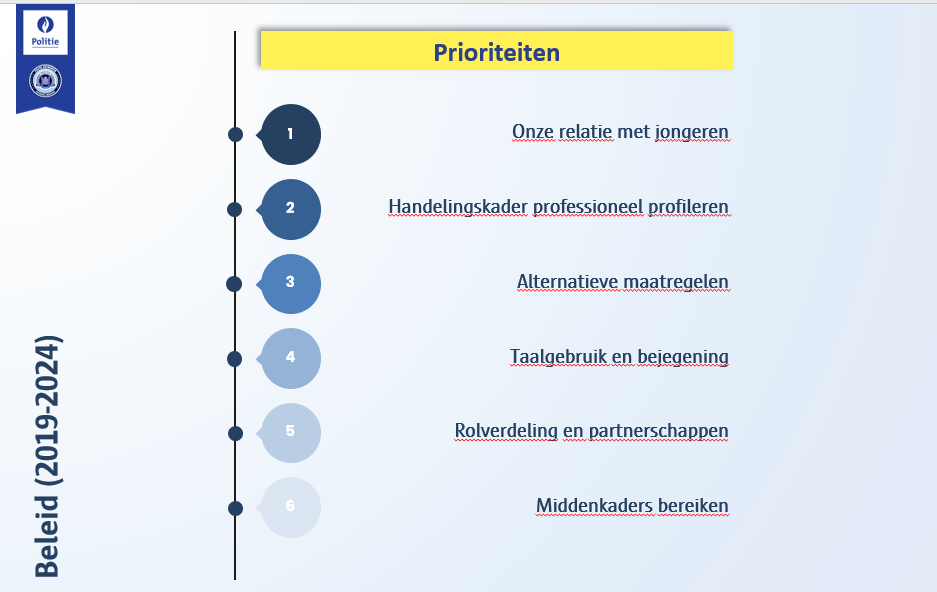 Politie
Prioriteiten
1
Onze relatie met jongeren
2
Handelingskader professioneel profileren
3
Alternatieve maatregelen
4
Taalgebruik en bejegening
5
Rolverdeling en partnerschappen
6
Middenkaders bereiken
Beleid (2019-2024)